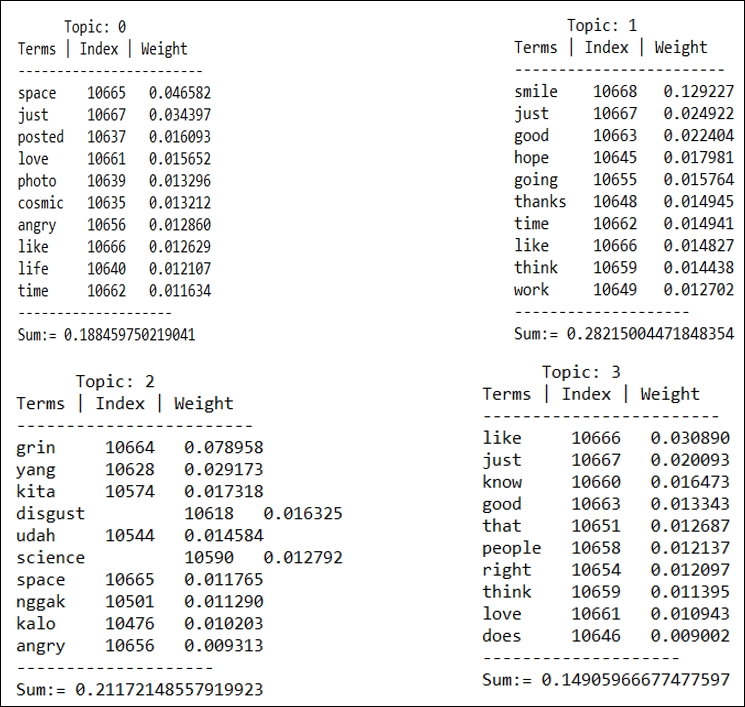 Topic: 0
Terms | Index | Weight
------------------------
space 10665 0.046582
just 10667 0.034397
posted 10637 0.016093
love 10661 0.015652
photo 10639 0.013296
cosmic 10635 0.013212
angry 10656 0.012860
like 10666 0.012629
life 10640 0.012107
time 10662 0.011634
--------------------
Sum:= 0.188459750219041
Topic: 1
Terms | Index | Weight
------------------------
smile 10668 0.129227
just 10667 0.024922
good 10663 0.022404
hope 10645 0.017981
going 10655 0.015764
thanks 10648 0.014945
time 10662 0.014941
like 10666 0.014827
think 10659 0.014438
work 10649 0.012702
--------------------
Sum:= 0.28215004471848354
Topic: 2
Terms | Index | Weight
------------------------
grin 10664 0.078958
yang 10628 0.029173
kita 10574 0.017318
disgust 10618 0.016325
udah 10544 0.014584
science 10590 0.012792
space 10665 0.011765
nggak 10501 0.011290
kalo 10476 0.010203
angry 10656 0.009313
--------------------
Sum:= 0.21172148557919923
Topic: 3
Terms | Index | Weight
------------------------
like 10666 0.030890
just 10667 0.020093
know 10660 0.016473
good 10663 0.013343
that 10651 0.012687
people 10658 0.012137
right 10654 0.012097
think 10659 0.011395
love 10661 0.010943
does 10646 0.009002
--------------------
Sum:= 0.14905966677477597